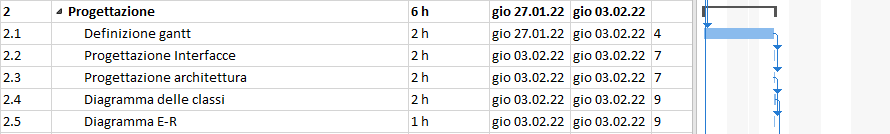 2 Progettazione 6 h gio 27.01.22 gio 03.02.22
2.1 Definizione gantt 2 h gio 27.01.22 gio 03.02.22 4
2.2 Progettazione Interfacce 2 h gio 03.02.22 gio 03.02.22 7
2.3 Progettazione architettura 2 h gio 03.02.22 gio 03.02.22 7
2.4 Diagramma delle classi 2 h gio 03.02.22 gio 03.02.22 9
2.5 Diagramma E-R 1 h gio 03.02.22 gio 03.02.22 9